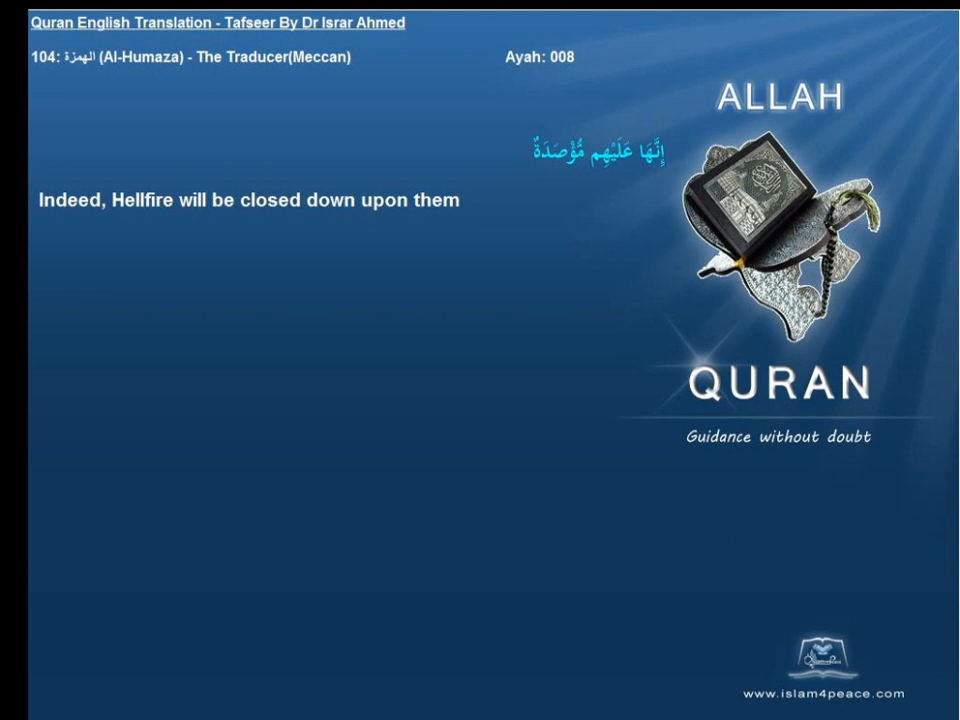 Quran English Translation - Tafseer By Dr Israr Ahmed
104: الهمزة (Al-Humaza) - The Traducer(Meccan)
Ayah: 008
ALLAH
إِنَّهَا عَلَيْهِم مُّؤْصَدَةٌ
Indeed, Hellfire will be closed down upon them
QURAN
Guidance without doubt
www.islam4peace.com